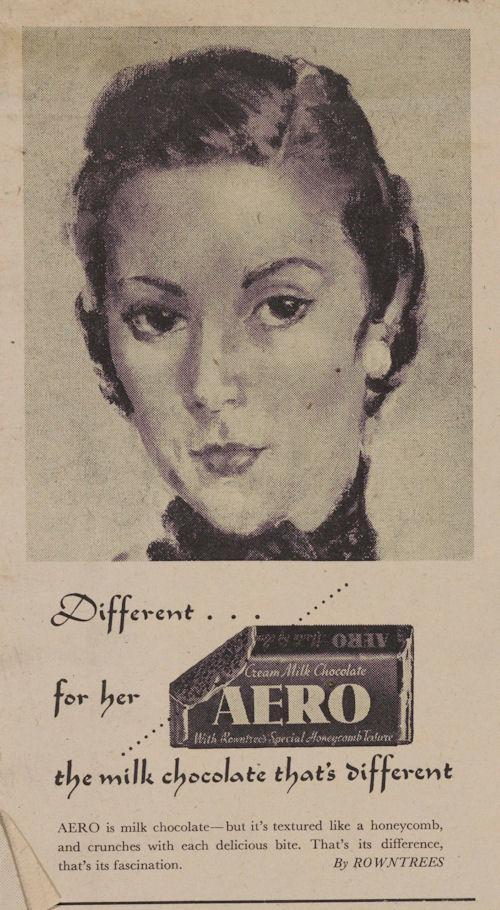 Different . . .
AERO
Cream Milk Chocolate
for her
AERO
With Rowntree's Special Honeycomb Texture
the milk chocolate that's different
AERO is milk chocolate—but it's textured like a honeycomb,
and crunches with each delicious bite. That's its difference,
that's its fascination.
By ROWNTREES